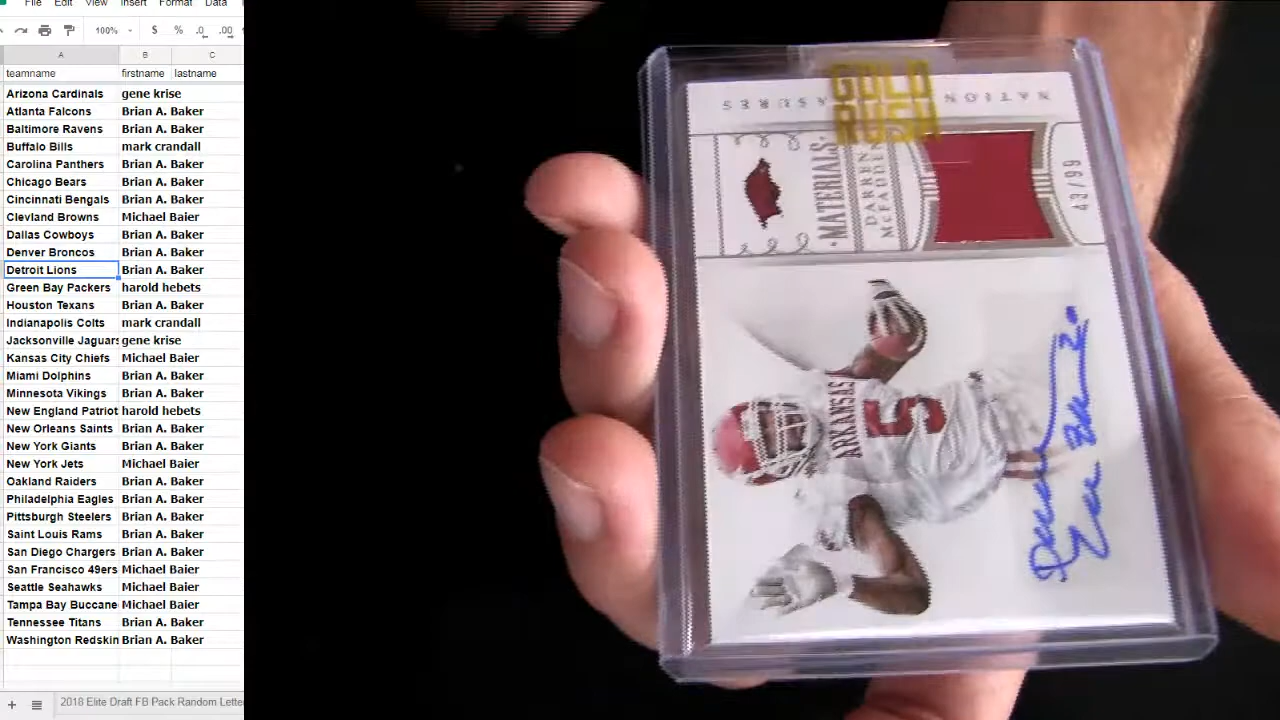 File Edit View Insert Format Data
100% $ % .0 .00
A B C
teamname firstname lastname
Arizona Cardinals gene krise
Atlanta Falcons Brian A. Baker
Baltimore Ravens Brian A. Baker
Buffalo Bills mark crandall
Carolina Panthers Brian A. Baker
Chicago Bears Brian A. Baker
Cincinnati Bengals Brian A. Baker
Clevland Browns Michael Baier
Dallas Cowboys Brian A. Baker
Denver Broncos Brian A. Baker
Detroit Lions Brian A. Baker
Green Bay Packers harold hebets
Houston Texans Brian A. Baker
Indianapolis Colts mark crandall
Jacksonville Jaguars gene krise
Kansas City Chiefs Michael Baier
Miami Dolphins Brian A. Baker
Minnesota Vikings Brian A. Baker
New England Patriot harold hebets
New Orleans Saints Brian A. Baker
New York Giants Brian A. Baker
New York Jets Michael Baier
Oakland Raiders Brian A. Baker
Philadelphia Eagles Brian A. Baker
Pittsburgh Steelers Brian A. Baker
Saint Louis Rams Brian A. Baker
San Diego Chargers Brian A. Baker
San Francisco 49ers Michael Baier
Seattle Seahawks Michael Baier
Tampa Bay Buccane Michael Baier
Tennessee Titans Brian A. Baker
Washington Redskin Brian A. Baker
2018 Elite Draft FB Pack Random Letter
NATION ASURES
GOLD
MATERIALS
DARREN
McFADDEN
43/99
ARKANSAS
5